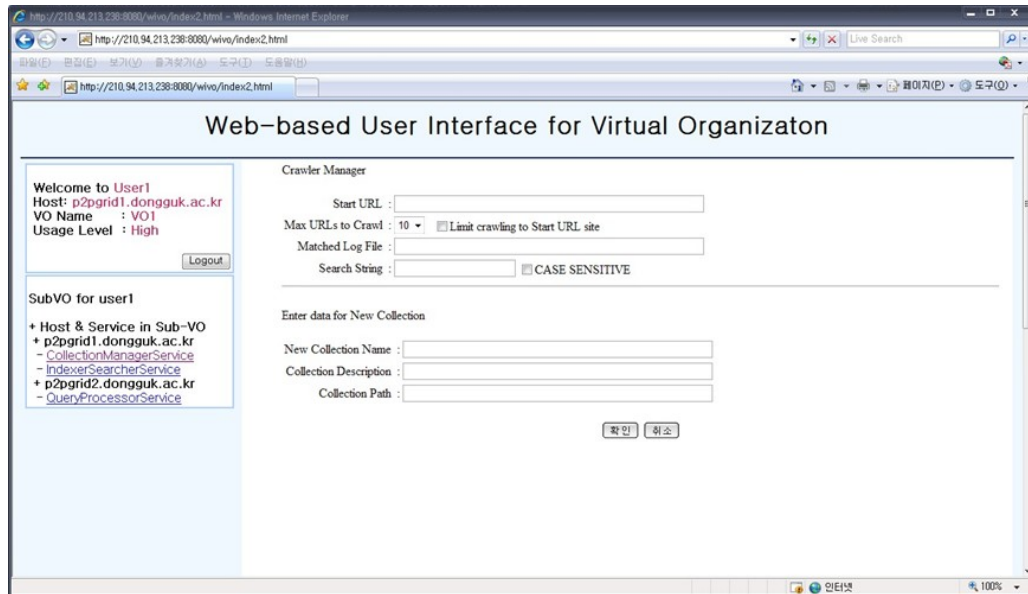 http://210.94.213.238:8080/wivo/index2.html - Windows Internet Explorer
http://210.94.213.238:8080/wivo/index2.html
Live Search
파일(F) 편집(E) 보기(V) 즐겨찾기(A) 도구(T) 도움말(H)
http://210.94.213.238:8080/wivo/index2.html
페이지(P) 도구(O)
Web-based User Interface for Virtual Organizaton
Welcome to User1
Host: p2pgrid1.dongguk.ac.kr
VO Name : VO1
Usage Level : High
Logout
SubVO for user1
+ Host & Service in Sub-VO
+ p2pgrid1.dongguk.ac.kr
- CollectionManagerService
- IndexerSearcherService
+ p2pgrid2.dongguk.ac.kr
- QueryProcessorService
Crawler Manager
Start URL :
Max URLs to Crawl : 10 Limit crawling to Start URL site
Matched Log File :
Search String : CASE SENSITIVE
Enter data for New Collection
New Collection Name :
Collection Description :
Collection Path :
확인 취소
인터넷
100%